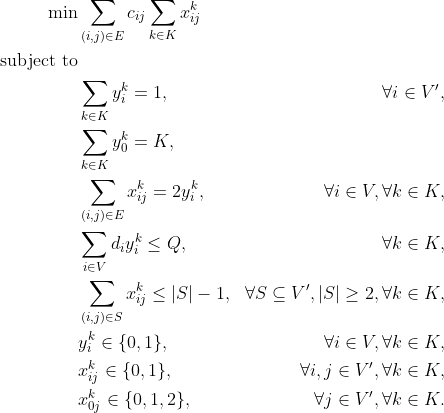 min ∑_{(i,j)∈E} c_{ij} ∑_{k∈K} x_{ij}^k
subject to
∑_{k∈K} y_i^k = 1, ∀i ∈ V′,
∑_{k∈K} y_0^k = K,
∑_{(i,j)∈E} x_{ij}^k = 2y_i^k, ∀i ∈ V, ∀k ∈ K,
∑_{i∈V} d_i y_i^k ≤ Q, ∀k ∈ K,
∑_{(i,j)∈S} x_{ij}^k ≤ |S| − 1, ∀S ⊆ V′, |S| ≥ 2, ∀k ∈ K,
y_i^k ∈ {0, 1}, ∀i ∈ V, ∀k ∈ K,
x_{ij}^k ∈ {0, 1}, ∀i, j ∈ V′, ∀k ∈ K,
x_{0j}^k ∈ {0, 1, 2}, ∀j ∈ V′, ∀k ∈ K.